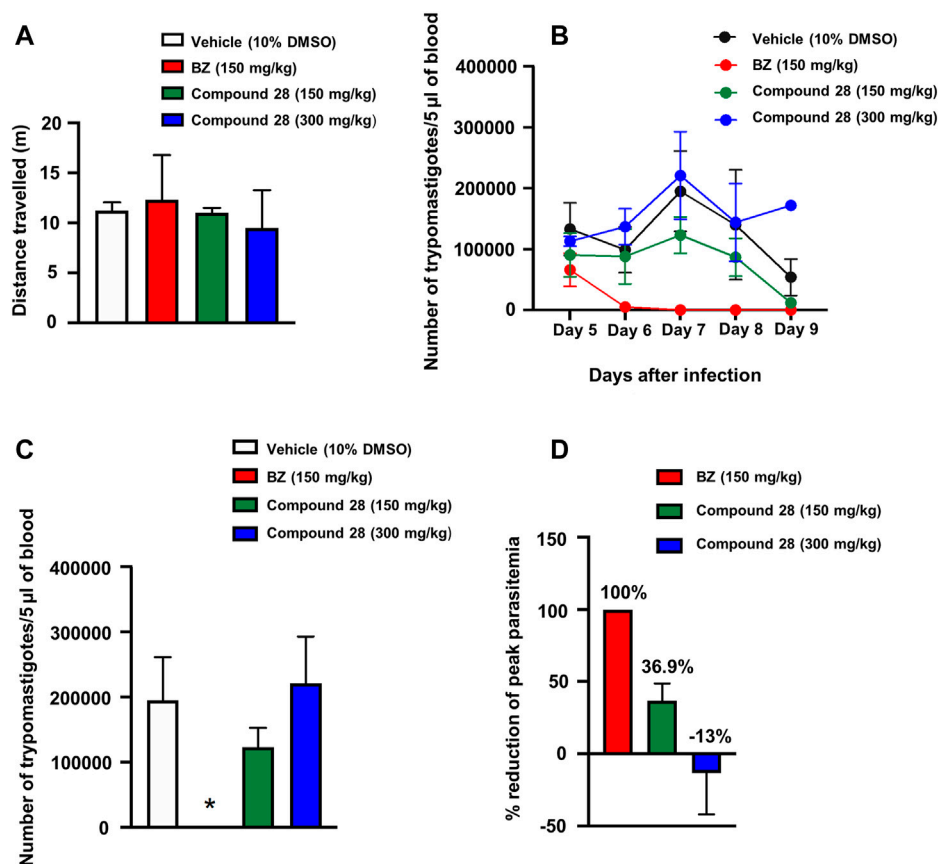 A
Vehicle (10% DMSO)
BZ (150 mg/kg)
Compound 28 (150 mg/kg)
Compound 28 (300 mg/kg)
Distance travelled (m)
20
15
10
5
0
B
Vehicle (10% DMSO)
BZ (150 mg/kg)
Compound 28 (150 mg/kg)
Compound 28 (300 mg/kg)
Number of trypomastigotes/5 µl of blood
400000
300000
200000
100000
0
Day 5 Day 6 Day 7 Day 8 Day 9
Days after infection
C
Vehicle (10% DMSO)
BZ (150 mg/kg)
Compound 28 (150 mg/kg)
Compound 28 (300 mg/kg)
Number of trypomastigotes/5 µl of blood
400000
300000
200000
100000
0
*
D
BZ (150 mg/kg)
Compound 28 (150 mg/kg)
Compound 28 (300 mg/kg)
% reduction of peak parasitemia
150
100
50
0
-50
100%
36.9%
-13%